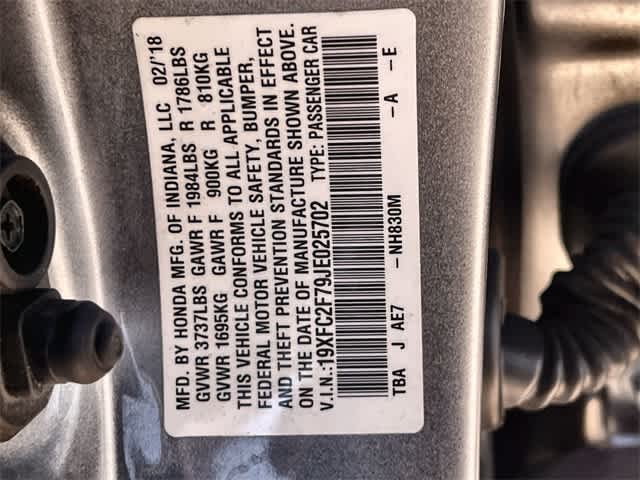 MFD. BY HONDA MFG. OF INDIANA, LLC 02/'18
GVWR 3737LBS GAWR F 1984LBS R 1786LBS
GVWR 1695KG GAWR F 900KG R 810KG
THIS VEHICLE CONFORMS TO ALL APPLICABLE
FEDERAL MOTOR VEHICLE SAFETY, BUMPER,
AND THEFT PREVENTION STANDARDS IN EFFECT
ON THE DATE OF MANUFACTURE SHOWN ABOVE.
V.I.N.:19XFC2F79JE025702 TYPE: PASSENGER CAR
TBA J AE7 -NH830M -A -E